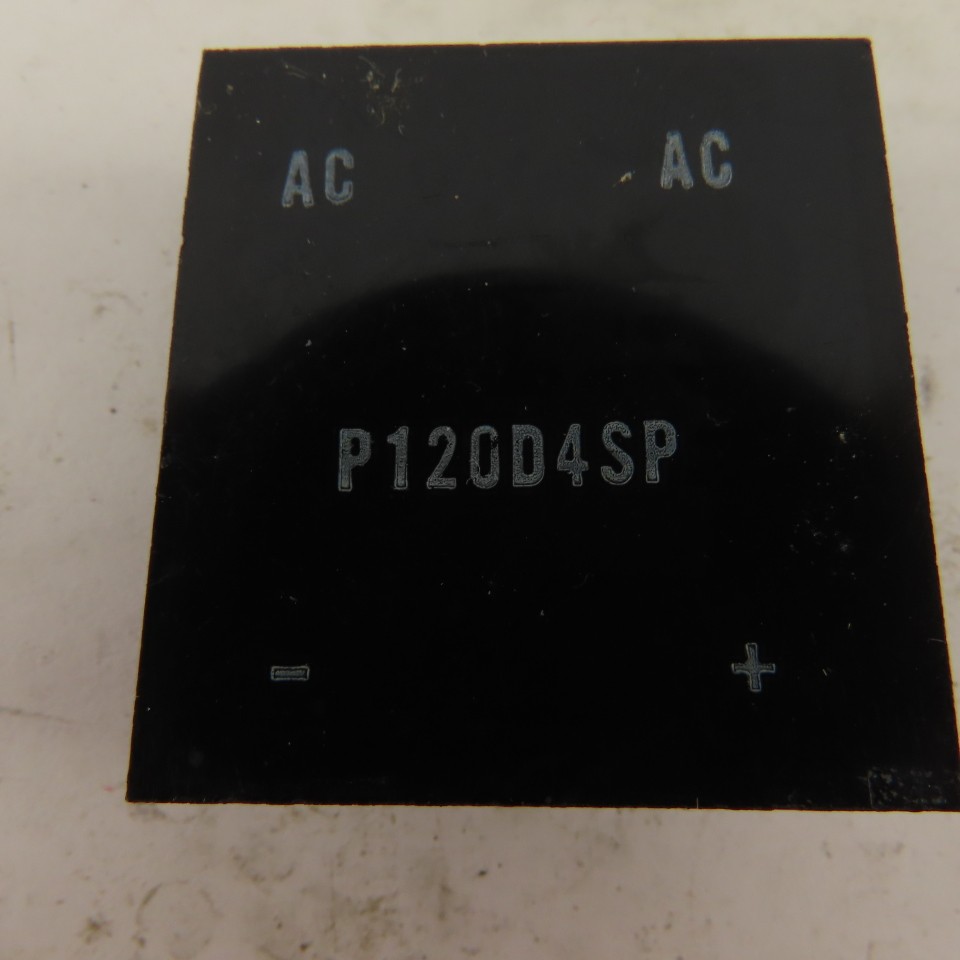 AC AC
P120D4SP
- +